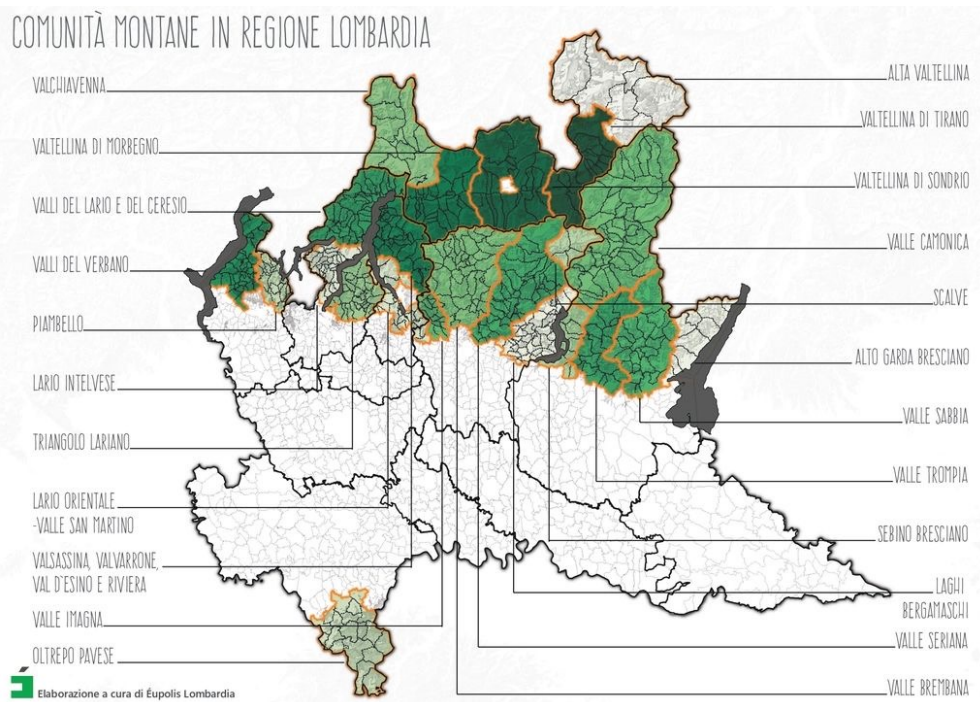 COMUNITÀ MONTANE IN REGIONE LOMBARDIA
VALCHIAVENNA
VALTELLINA DI MORBEGNO
VALLI DEL LARIO E DEL CERESIO
VALLI DEL VERBANO
PIAMBELLO
LARIO INTELVESE
TRIANGOLO LARIANO
LARIO ORIENTALE
-VALLE SAN MARTINO
VALSASSINA, VALVARRONE,
VAL D'ESINO E RIVIERA
VALLE IMAGNA
OLTREPO PAVESE
ALTA VALTELLINA
VALTELLINA DI TIRANO
VALTELLINA DI SONDRIO
VALLE CAMONICA
SCALVE
ALTO GARDA BRESCIANO
VALLE SABBIA
VALLE TROMPIA
SEBINO BRESCIANO
LAGHI
BERGAMASCHI
VALLE SERIANA
VALLE BREMBANA
É Elaborazione a cura di Éupolis Lombardia